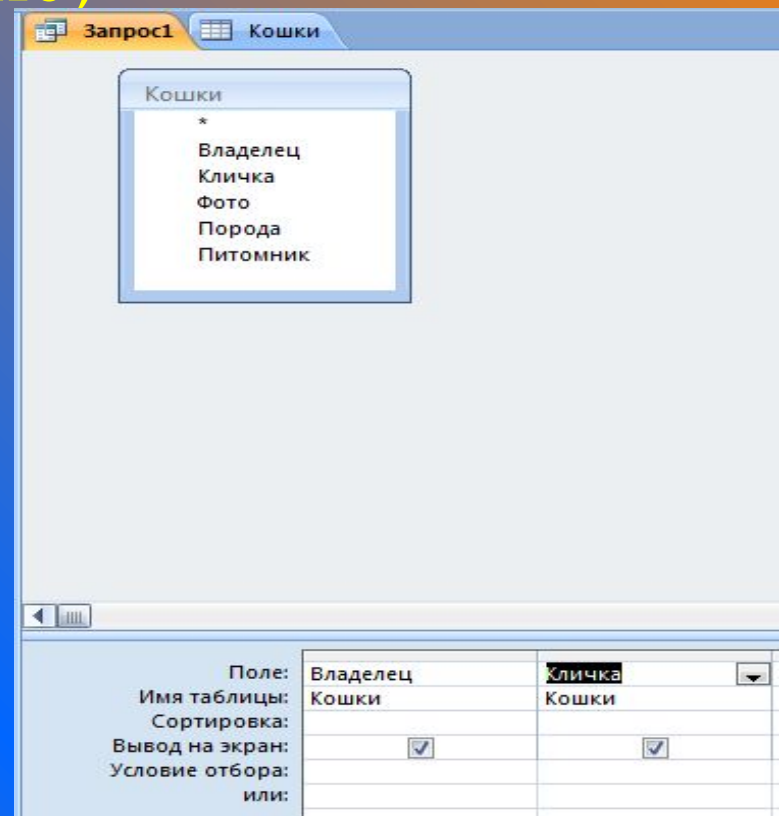 Запрос1 Кошки
Кошки
*
Владелец
Кличка
Фото
Порода
Питомник
Поле: Владелец Кличка
Имя таблицы: Кошки Кошки
Сортировка:
Вывод на экран:
Условие отбора:
или: